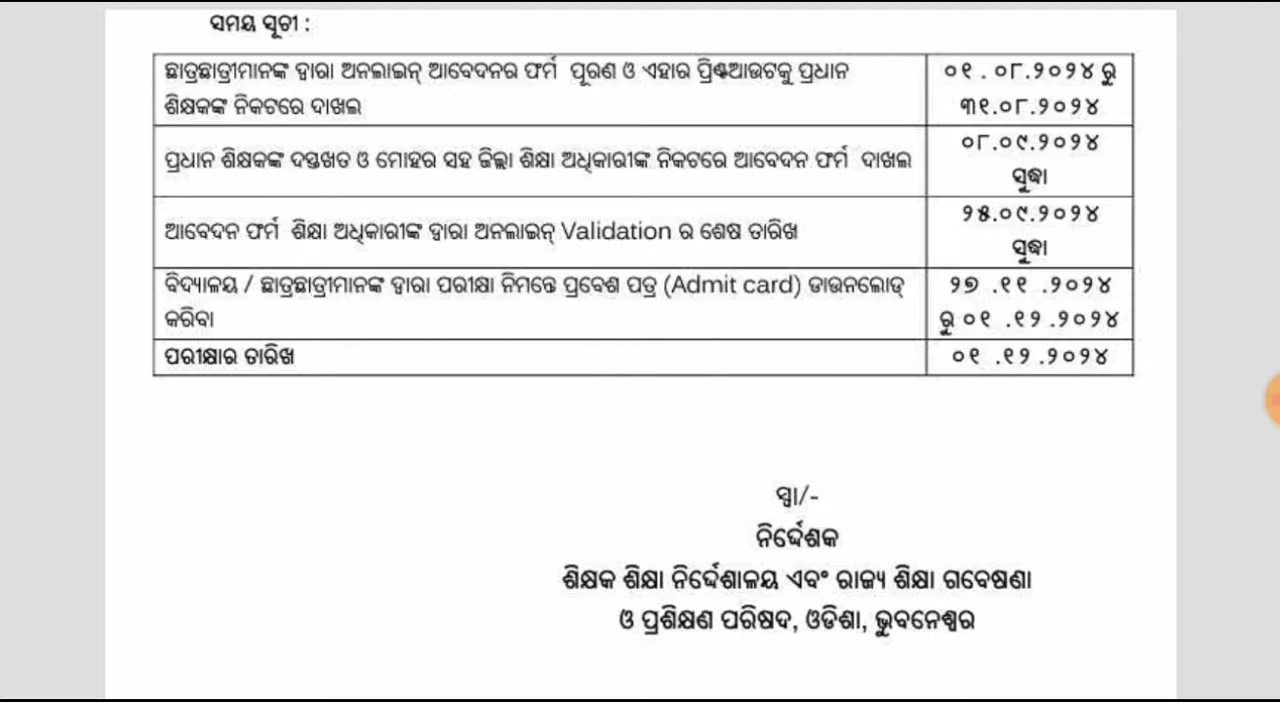 ସମୟ ସୂଚୀ :
ଛାତ୍ରଛାତ୍ରୀମାନଙ୍କ ଦ୍ୱାରା ଅନଲାଇନ୍ ଆବେଦନର ଫର୍ମ ପୂରଣ ଓ ଏହାର ପ୍ରିଣ୍ଟଆଉଟକୁ ପ୍ରଧାନ
ଶିକ୍ଷକଙ୍କ ନିକଟରେ ଦାଖଲ
୦୧ . ୦୮.୨୦୨୪ ରୁ
୩୧.୦୮.୨୦୨୪
ପ୍ରଧାନ ଶିକ୍ଷକଙ୍କ ଦସ୍ତଖତ ଓ ମୋହର ସହ ଜିଲ୍ଲା ଶିକ୍ଷା ଅଧିକାରୀଙ୍କ ନିକଟରେ ଆବେଦନ ଫର୍ମ ଦାଖଲ
୦୮.୦୯.୨୦୨୪
ସୁଦ୍ଧା
ଆବେଦନ ଫର୍ମ ଶିକ୍ଷା ଅଧିକାରୀଙ୍କ ଦ୍ୱାରା ଅନଲାଇନ୍ Validation ର ଶେଷ ତାରିଖ
୨୫.୦୯.୨୦୨୪
ସୁଦ୍ଧା
ବିଦ୍ୟାଳୟ / ଛାତ୍ରଛାତ୍ରୀମାନଙ୍କ ଦ୍ୱାରା ପରୀକ୍ଷା ନିମନ୍ତେ ପ୍ରବେଶ ପତ୍ର (Admit card) ଡାଉନଲୋଡ୍
କରିବା
୨୭ .୧୧ .୨୦୨୪
ରୁ ୦୧ .୧୨ .୨୦୨୪
ପରୀକ୍ଷାର ତାରିଖ
୦୧ .୧୨ .୨୦୨୪
ସ୍ୱା/-
ନିର୍ଦ୍ଦେଶକ
ଶିକ୍ଷକ ଶିକ୍ଷା ନିର୍ଦ୍ଦେଶାଳୟ ଏବଂ ରାଜ୍ୟ ଶିକ୍ଷା ଗବେଷଣା
ଓ ପ୍ରଶିକ୍ଷଣ ପରିଷଦ, ଓଡିଶା, ଭୁବନେଶ୍ୱର